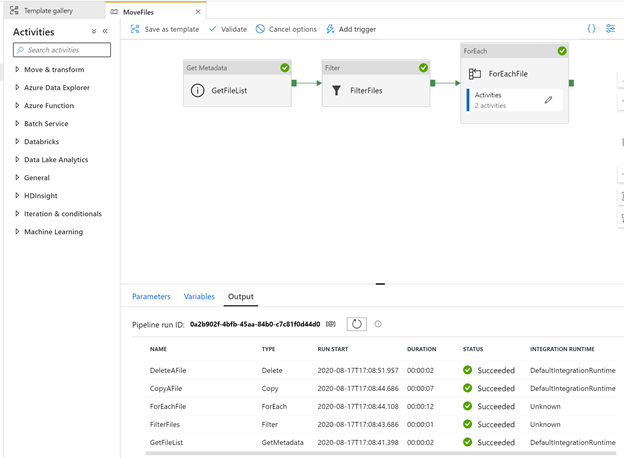 Template gallery
MoveFiles
Activities
Search activities
Move & transform
Azure Data Explorer
Azure Function
Batch Service
Databricks
Data Lake Analytics
General
HDInsight
Iteration & conditionals
Machine Learning
Save as template
Validate
Cancel options
Add trigger
Get Metadata
GetFileList
Filter
FilterFiles
ForEach
ForEachFile
Activities
2 activities
Parameters Variables Output
Pipeline run ID: 0a2b902f-4bfb-45aa-84b0-c7c81f0d44d0
NAME TYPE RUN START DURATION STATUS INTEGRATION RUNTIME
DeleteAFile Delete 2020-08-17T17:08:51.957 00:00:02 Succeeded DefaultIntegrationRuntime
CopyAFile Copy 2020-08-17T17:08:44.686 00:00:07 Succeeded DefaultIntegrationRuntime
ForEachFile ForEach 2020-08-17T17:08:44.108 00:00:12 Succeeded Unknown
FilterFiles Filter 2020-08-17T17:08:43.686 00:00:01 Succeeded Unknown
GetFileList GetMetadata 2020-08-17T17:08:41.398 00:00:02 Succeeded DefaultIntegrationRuntime